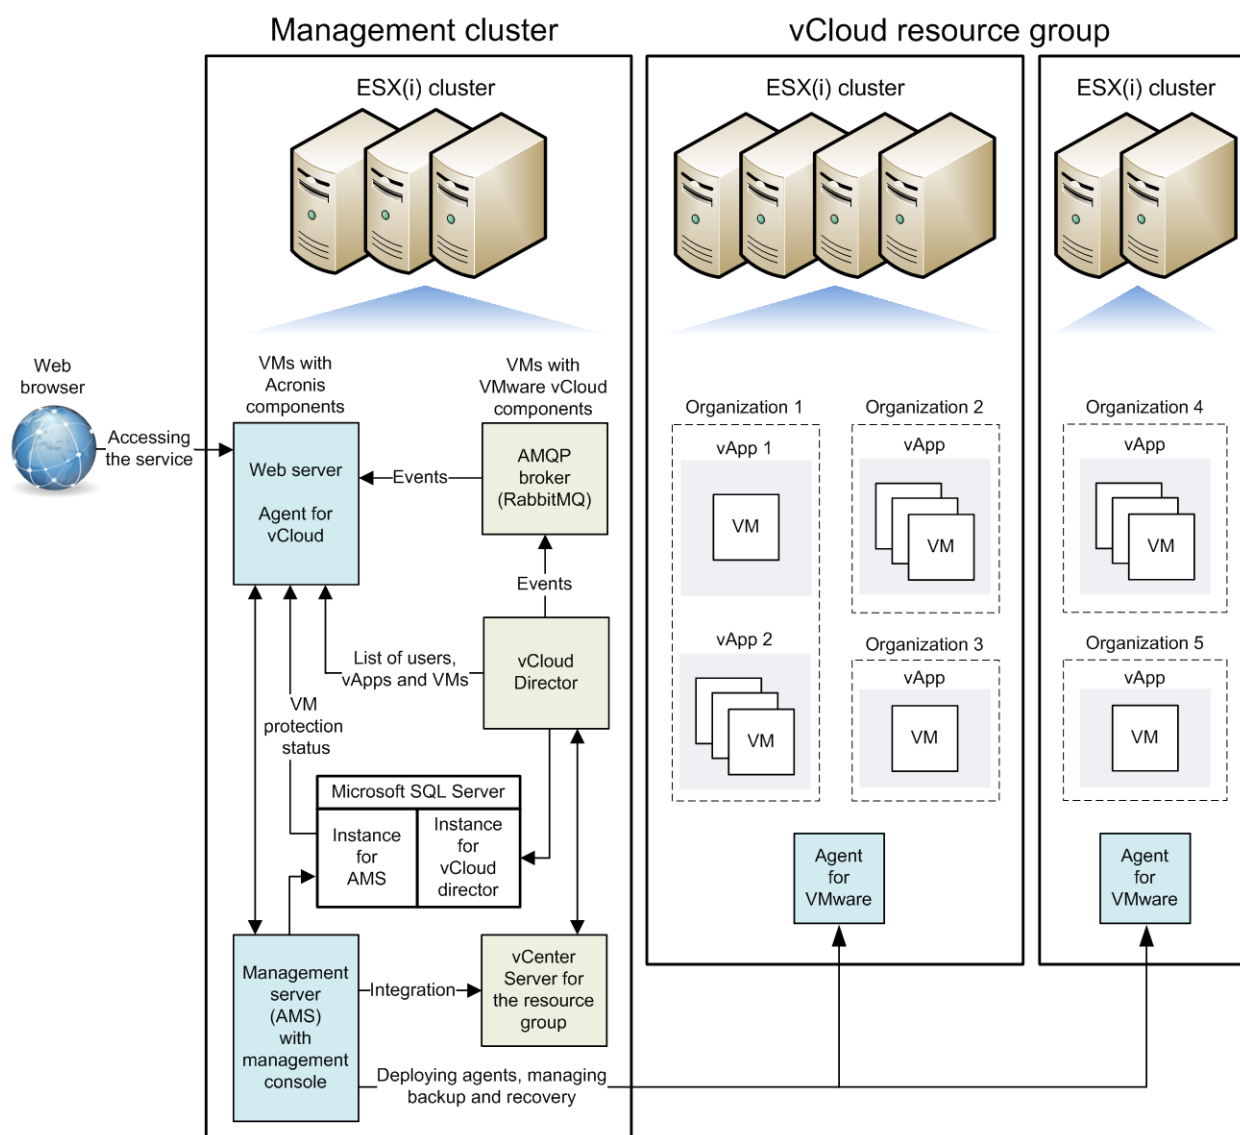 Management cluster
vCloud resource group
ESX(i) cluster
ESX(i) cluster
ESX(i) cluster
Web
browser
Accessing
the service
VMs with
Acronis
components
VMs with
VMware vCloud
components
Web server
Agent for
vCloud
Events
AMQP
broker
(RabbitMQ)
Events
List of users,
vApps and VMs
vCloud
Director
VM
protection
status
Microsoft SQL Server
Instance
for
AMS
Instance
for
vCloud
director
Management
server
(AMS)
with
management
console
Integration
vCenter
Server for
the resource
group
Deploying agents, managing
backup and recovery
Organization 1
vApp 1
VM
vApp 2
VM
Organization 2
vApp
VM
Organization 3
vApp
VM
Agent
for
VMware
Organization 4
vApp
VM
Organization 5
vApp
VM
Agent
for
VMware